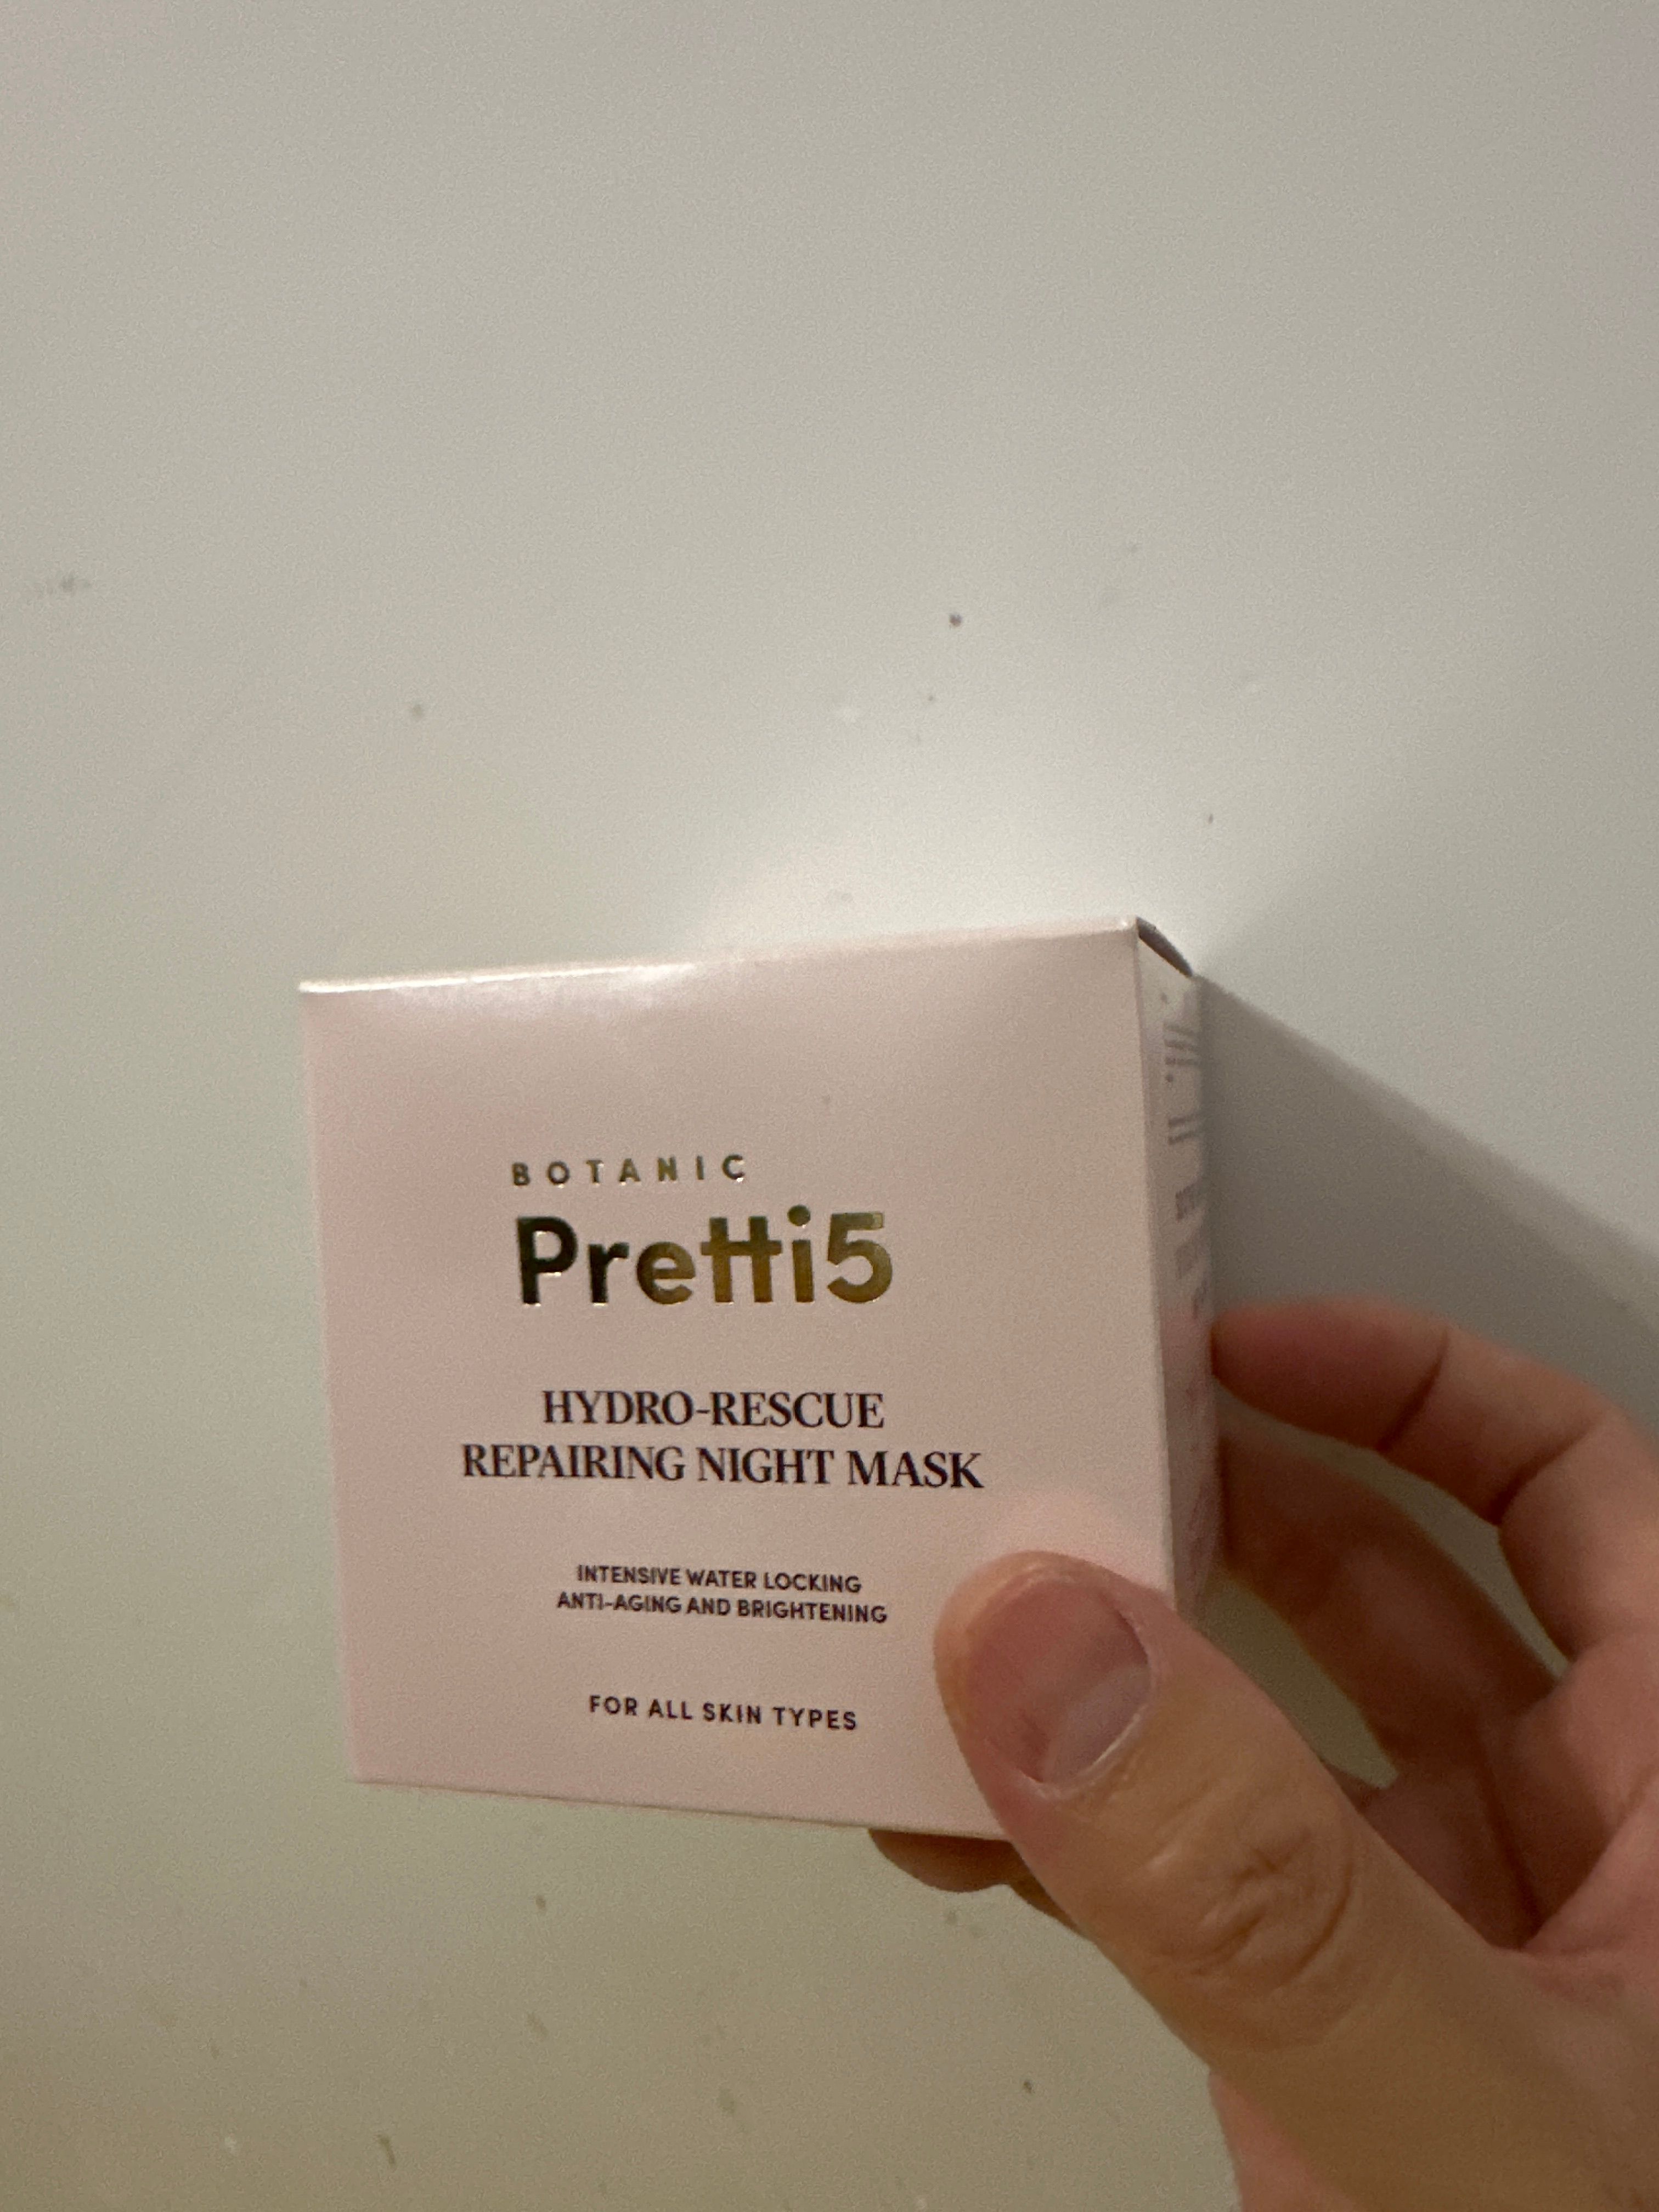 BOTANIC
Pretti5
HYDRO-RESCUE
REPAIRING NIGHT MASK
INTENSIVE WATER LOCKING
ANTI-AGING AND BRIGHTENING
FOR ALL SKIN TYPES